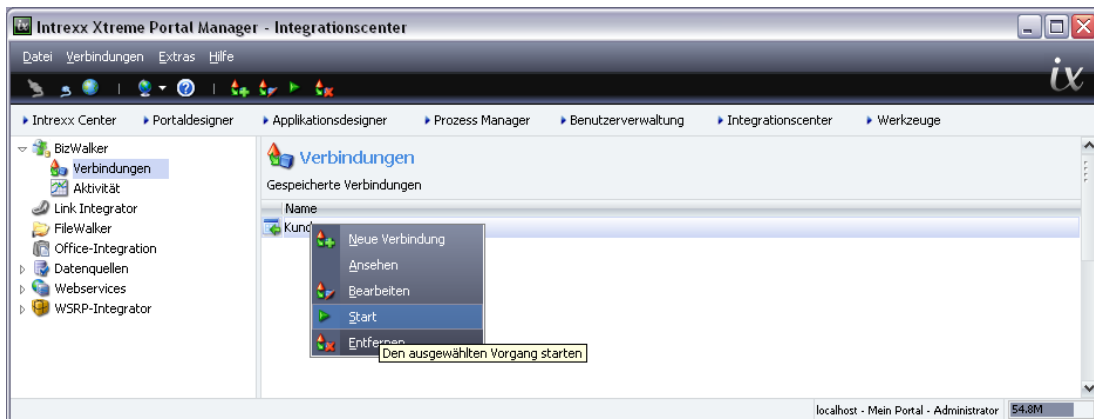 Intrexx Xtreme Portal Manager - Integrationscenter
Datei Verbindungen Extras Hilfe
ix
Intrexx Center Portaldesigner Applikationsdesigner Prozess Manager Benutzerverwaltung Integrationscenter Werkzeuge
BizWalker
Verbindungen
Aktivität
Link Integrator
FileWalker
Office-Integration
Datenquellen
Webservices
WSRP-Integrator
Verbindungen
Gespeicherte Verbindungen
Name
Neue Verbindung
Ansehen
Bearbeiten
Start
Entfernen
Den ausgewählten Vorgang starten
localhost - Mein Portal - Administrator 54.8M